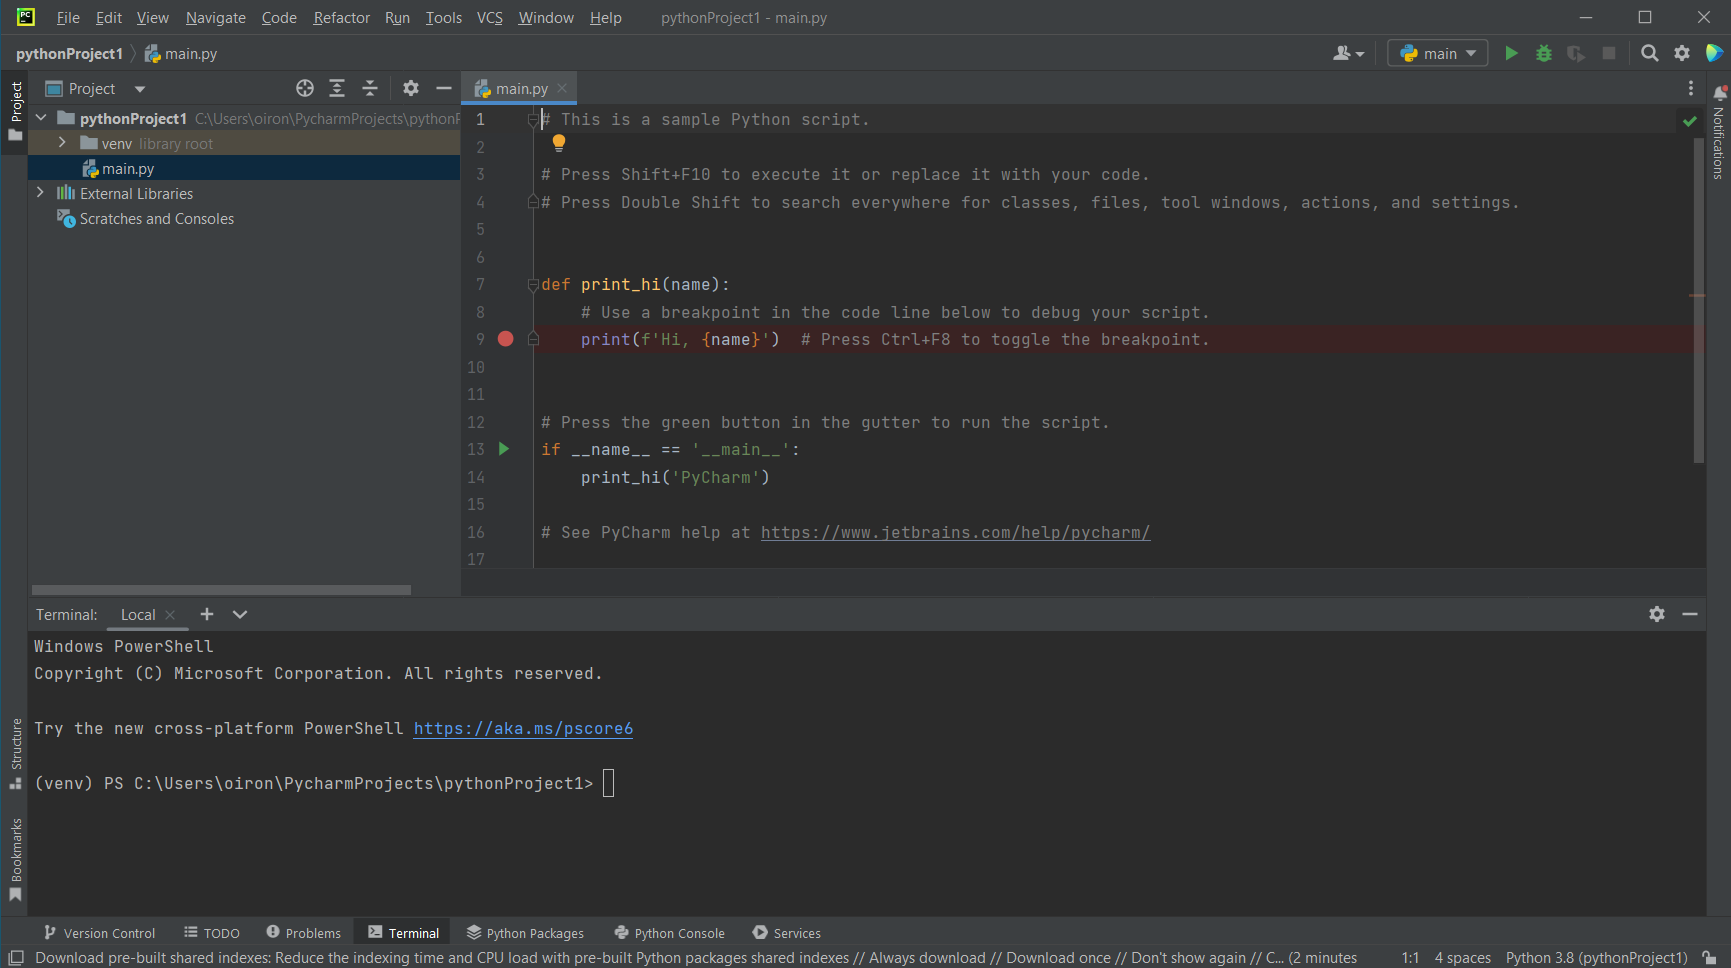 PC File Edit View Navigate Code Refactor Run Tools VCS Window Help pythonProject1 - main.py
pythonProject1 main.py main
Project main.py
Project
pythonProject1 C:\Users\oiron\PycharmProjects\pythonP
venv library root
main.py
External Libraries
Scratches and Consoles
1 # This is a sample Python script.
2
3 # Press Shift+F10 to execute it or replace it with your code.
4 # Press Double Shift to search everywhere for classes, files, tool windows, actions, and settings.
5
6
7 def print_hi(name):
8 # Use a breakpoint in the code line below to debug your script.
9 print(f'Hi, {name}') # Press Ctrl+F8 to toggle the breakpoint.
10
11
12 # Press the green button in the gutter to run the script.
13 if __name__ == '__main__':
14 print_hi('PyCharm')
15
16 # See PyCharm help at https://www.jetbrains.com/help/pycharm/
17
Notifications
Terminal: Local
Windows PowerShell
Copyright (C) Microsoft Corporation. All rights reserved.
Try the new cross-platform PowerShell https://aka.ms/pscore6
(venv) PS C:\Users\oiron\PycharmProjects\pythonProject1>
Structure
Bookmarks
Version Control TODO Problems Terminal Python Packages Python Console Services
Download pre-built shared indexes: Reduce the indexing time and CPU load with pre-built Python packages shared indexes // Always download // Download once // Don't show again // C... (2 minutes 1:1 4 spaces Python 3.8 (pythonProject1)